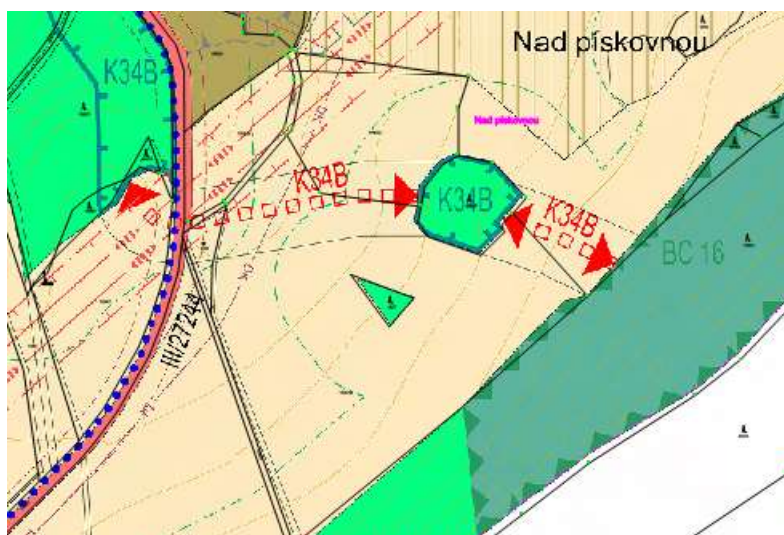 Nad pískovnou
K34B
Nad pískovnou
K34B
K34B
K34B
BC 16
III/27244